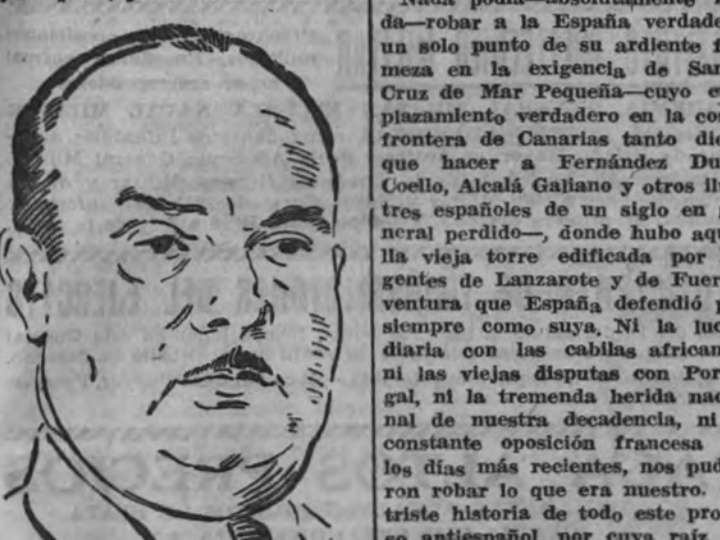 Nada podía—absolutamente
da—robar a la España verdade
un solo punto de su ardiente f
meza en la exigencia de San
Cruz de Mar Pequeña—cuyo e
plazamiento verdadero en la co
frontera de Canarias tanto dic
que hacer a Fernández Du
Coello, Alcalá Galiano y otros il
tres españoles de un siglo en
neral perdido—, donde hubo aqu
lla vieja torre edificada por
gentes de Lanzarote y de Fuer
ventura que España defendió
siempre como suya. Ni la luc
diaria con las cabilas african
ni las viejas disputas con Por
gal, ni la tremenda herida nac
nal de nuestra decadencia, ni
constante oposición francesa
los días más recientes, nos pud
ron robar lo que era nuestro.
triste historia de todo este pro
so antiespañol, por cuya raíz